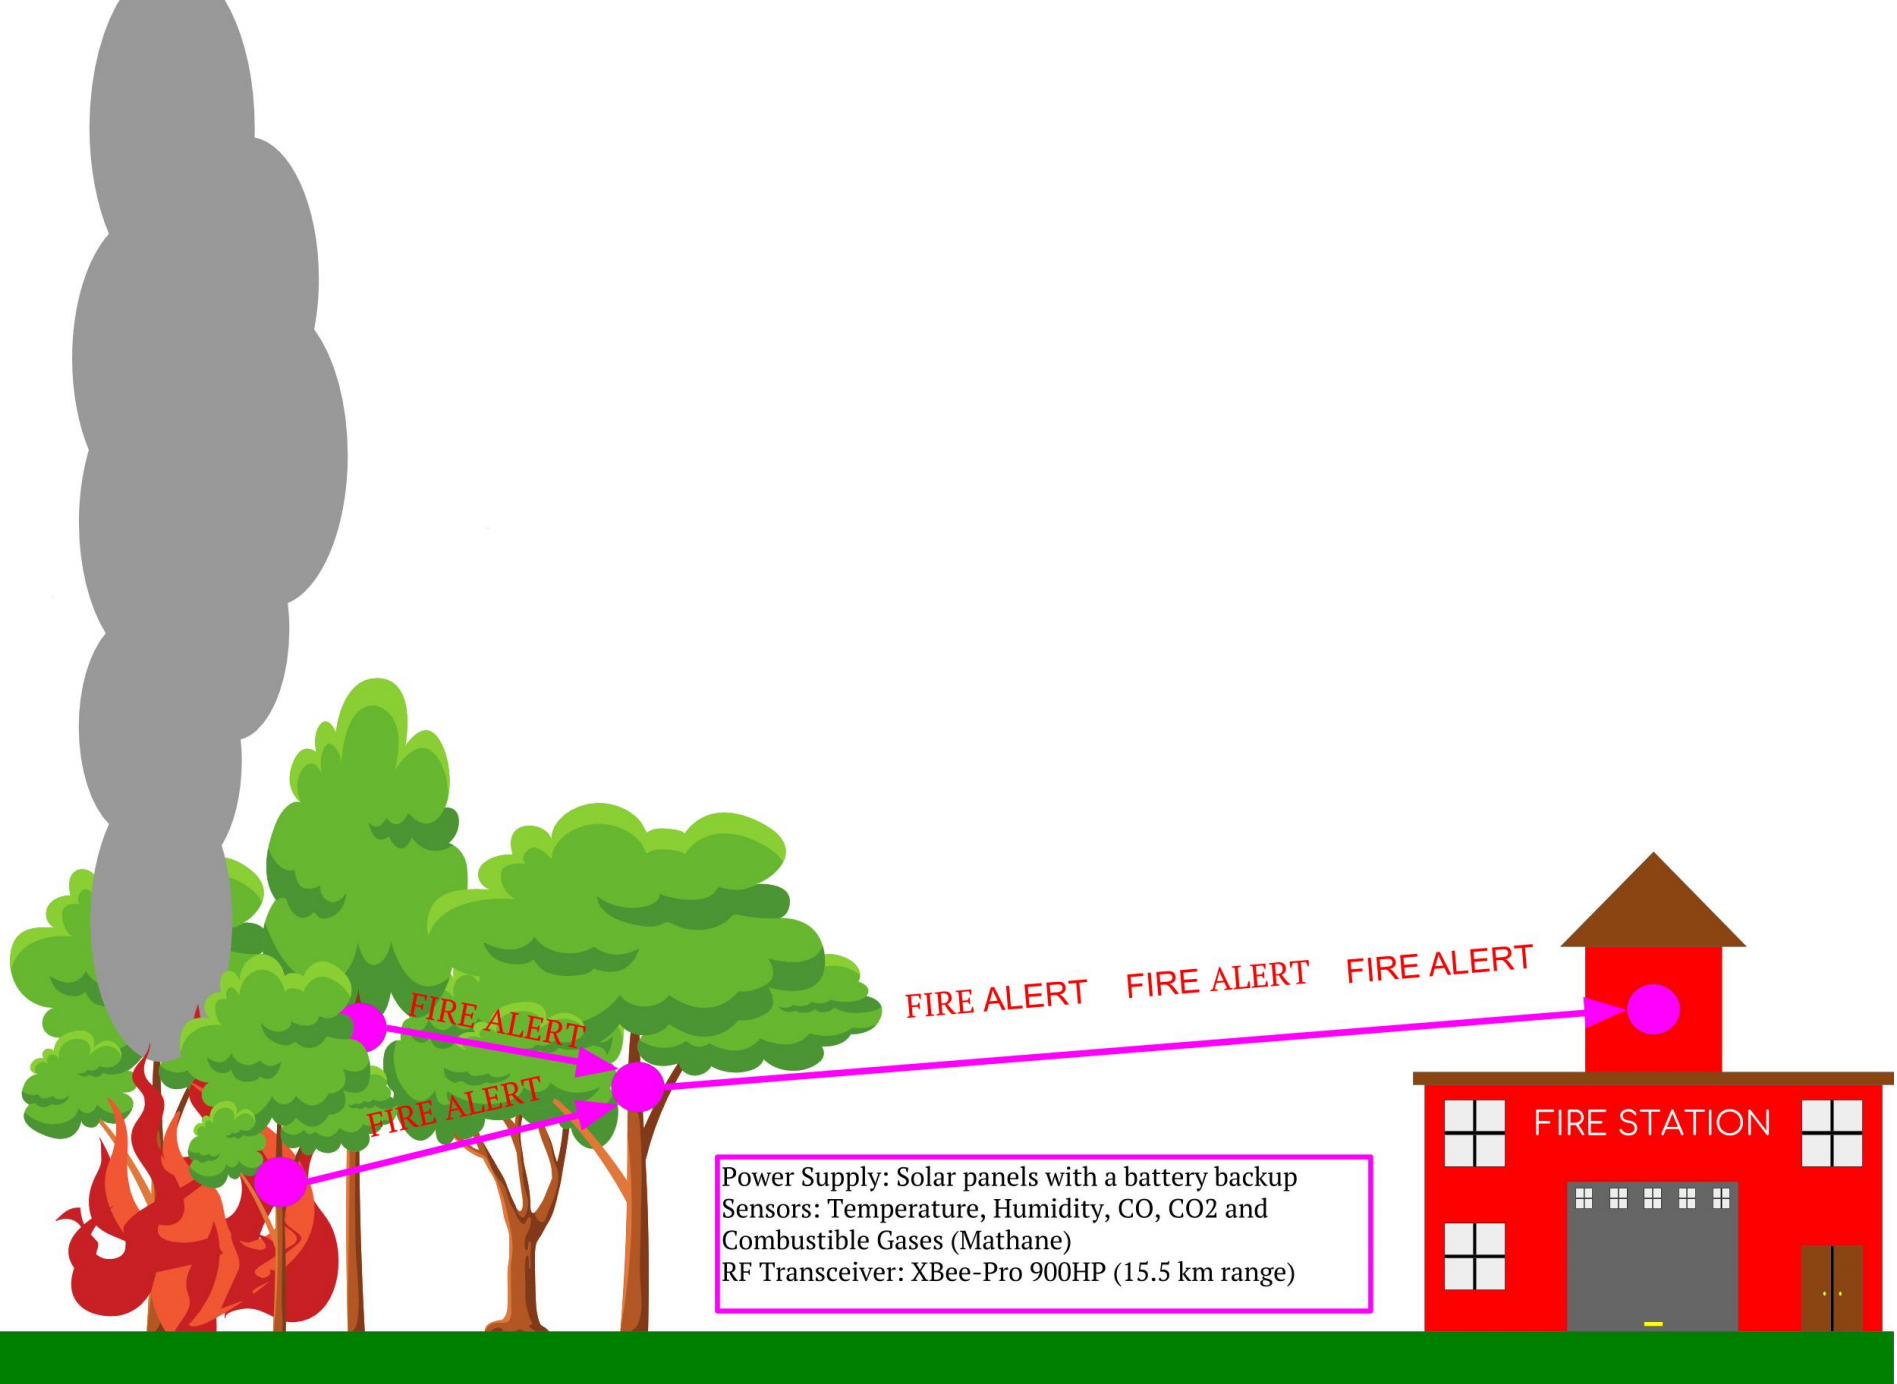 FIRE ALERT
FIRE ALERT
FIRE ALERT FIRE ALERT FIRE ALERT
FIRE STATION
Power Supply: Solar panels with a battery backup
Sensors: Temperature, Humidity, CO, CO2 and
Combustible Gases (Mathane)
RF Transceiver: XBee-Pro 900HP (15.5 km range)